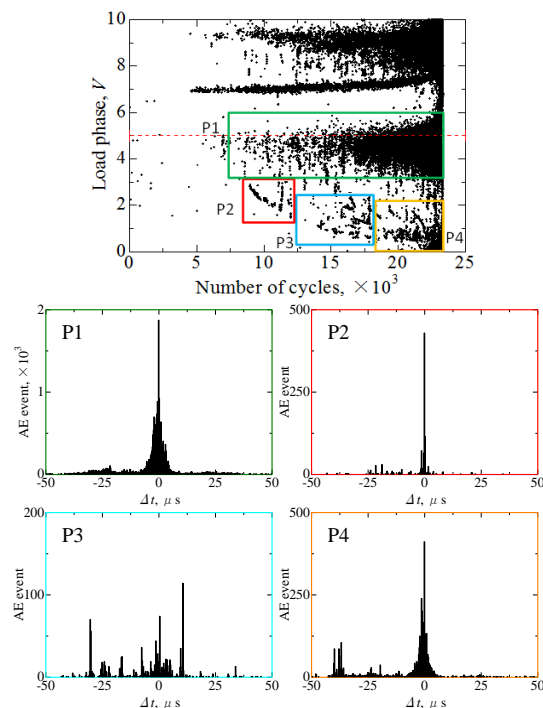 10
8
6
4
2
0
Load phase, V
P1
P2
P3
P4
0 5 10 15 20 25
Number of cycles, ×10³
2
1
0
AE event, ×10³
P1
-50 -25 0 25 50
Δt, μ s
500
250
0
AE event
P2
-50 -25 0 25 50
Δt, μ s
200
100
0
AE event
P3
-50 -25 0 25 50
Δt, μ s
500
250
0
AE event
P4
-50 -25 0 25 50
Δt, μ s